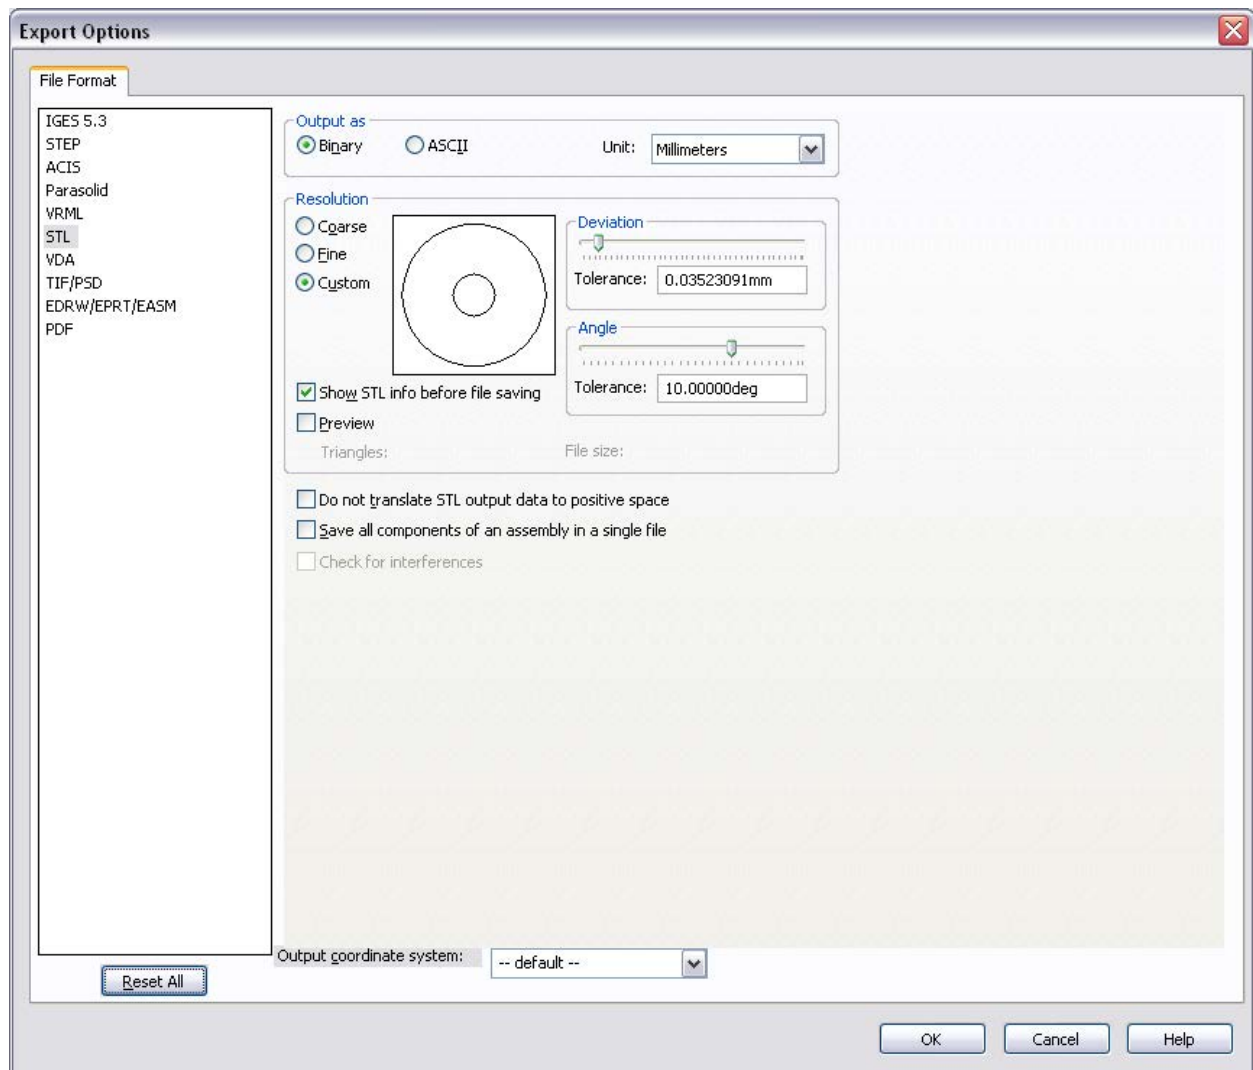 Export Options
File Format
IGES 5.3
STEP
ACIS
Parasolid
VRML
STL
VDA
TIF/PSD
EDRW/EPRT/EASM
PDF
Reset All
Output as
Binary
ASCII
Unit:
Millimeters
Resolution
Coarse
Fine
Custom
Deviation
Tolerance: 0.03523091mm
Angle
Tolerance: 10.00000deg
Show STL info before file saving
Preview
Triangles:
File size:
Do not translate STL output data to positive space
Save all components of an assembly in a single file
Check for interferences
Output coordinate system: -- default --
OK
Cancel
Help